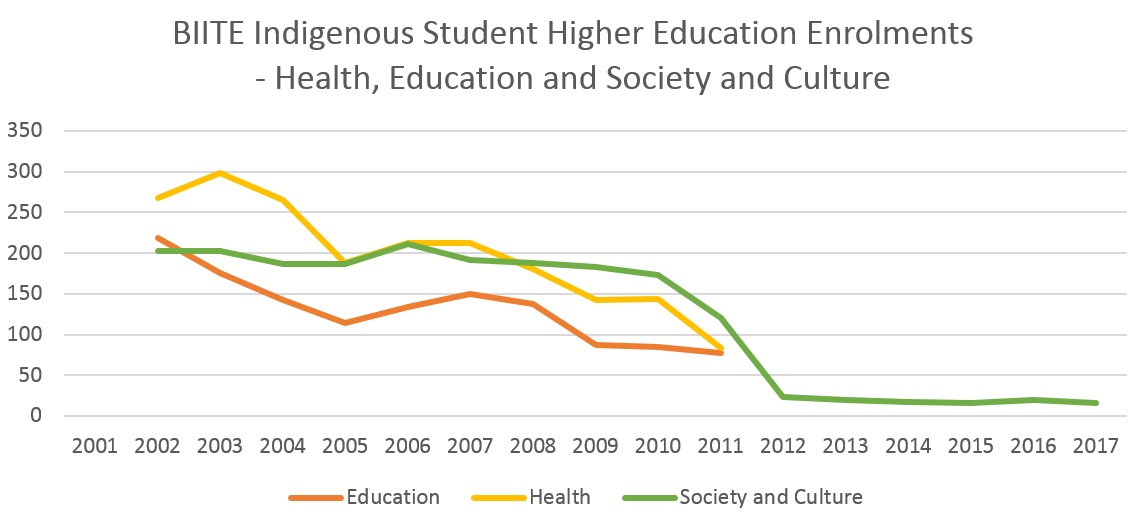 BIITE Indigenous Student Higher Education Enrolments
- Health, Education and Society and Culture
350
300
250
200
150
100
50
0
2001 2002 2003 2004 2005 2006 2007 2008 2009 2010 2011 2012 2013 2014 2015 2016 2017
Education Health Society and Culture